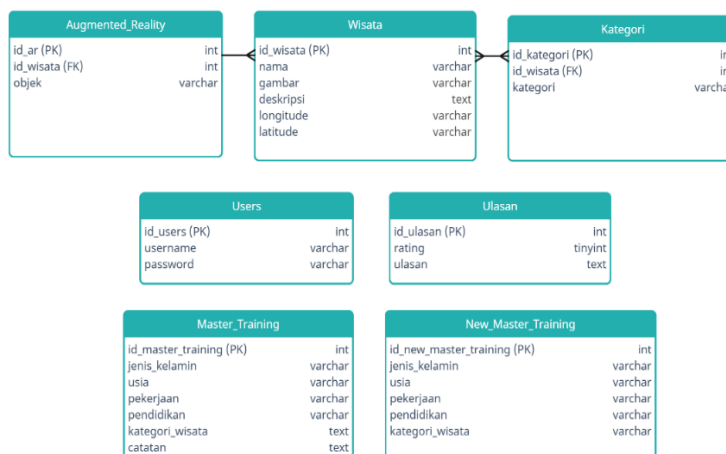 Augmented_Reality
id_ar (PK) int
id_wisata (FK) int
objek varchar
Wisata
id_wisata (PK) int
nama varchar
gambar varchar
deskripsi text
longitude varchar
latitude varchar
Kategori
id_kategori (PK) in
id_wisata (FK) in
kategori varcha
Users
id_users (PK) int
username varchar
password varchar
Ulasan
id_ulasan (PK) int
rating tinyint
ulasan text
Master_Training
id_master_training (PK) int
jenis_kelamin varchar
usia varchar
pekerjaan varchar
pendidikan varchar
kategori_wisata text
catatan text
New_Master_Training
id_new_master_training (PK) int
jenis_kelamin varchar
usia varchar
pekerjaan varchar
pendidikan varchar
kategori_wisata varchar